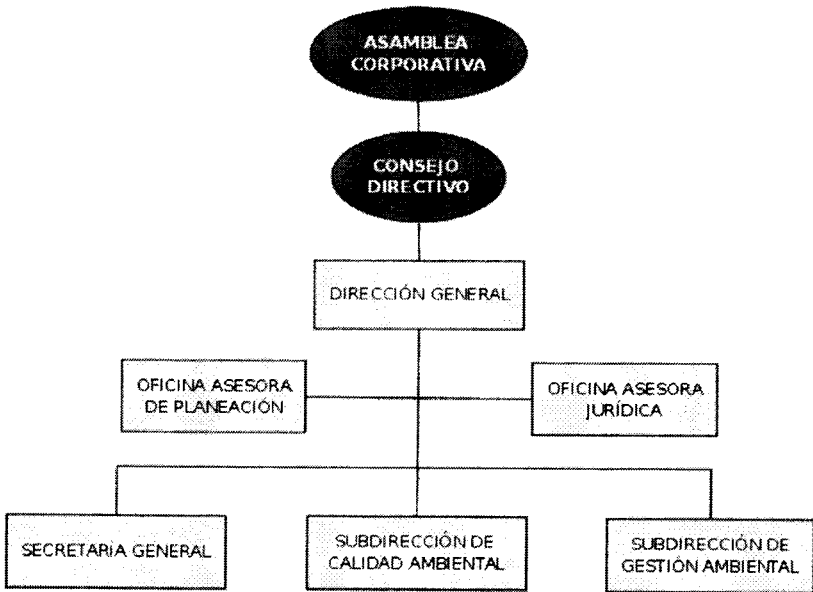 ASAMBLEA
CORPORATIVA
CONSEJO
DIRECTIVO
DIRECCIÓN GENERAL
OFICINA ASESORA
DE PLANEACIÓN
OFICINA ASESORA
JURÍDICA
SECRETARIA GENERAL
SUBDIRECCIÓN DE
CALIDAD AMBIENTAL
SUBDIRECCIÓN DE
GESTIÓN AMBIENTAL